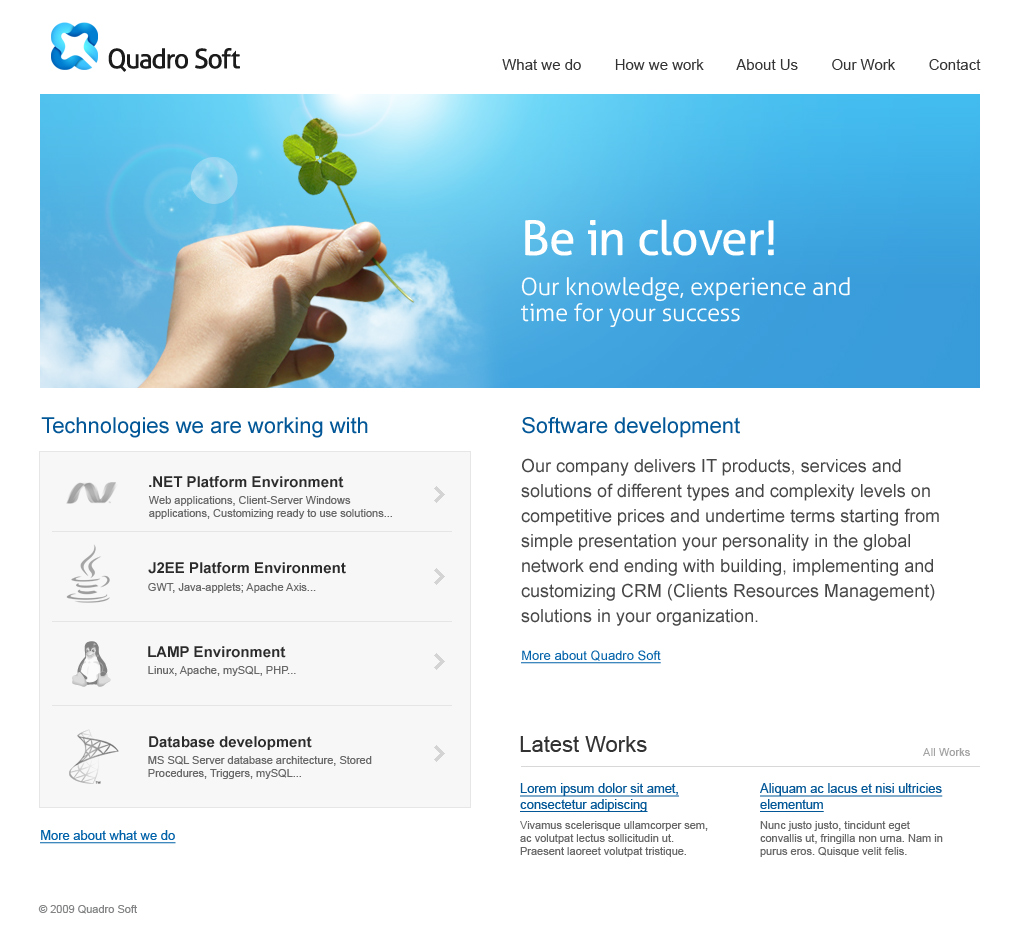 Quadro Soft
What we do
How we work
About Us
Our Work
Contact
Be in clover!
Our knowledge, experience and
time for your success
Technologies we are working with
.NET Platform Environment
Web applications, Client-Server Windows
applications, Customizing ready to use solutions...
J2EE Platform Environment
GWT, Java-applets; Apache Axis...
LAMP Environment
Linux, Apache, mySQL, PHP...
Database development
MS SQL Server database architecture, Stored
Procedures, Triggers, mySQL...
More about what we do
Software development
Our company delivers IT products, services and
solutions of different types and complexity levels on
competitive prices and undertime terms starting from
simple presentation your personality in the global
network end ending with building, implementing and
customizing CRM (Clients Resources Management)
solutions in your organization.
More about Quadro Soft
Latest Works
All Works
Lorem ipsum dolor sit amet,
consectetur adipiscing
Vivamus scelerisque ullamcorper sem,
ac volutpat lectus sollicitudin ut.
Praesent laoreet volutpat tristique.
Aliquam ac lacus et nisi ultricies
elementum
Nunc justo justo, tincidunt eget
convallis ut, fringilla non urna. Nam in
purus eros. Quisque velit felis.
© 2009 Quadro Soft